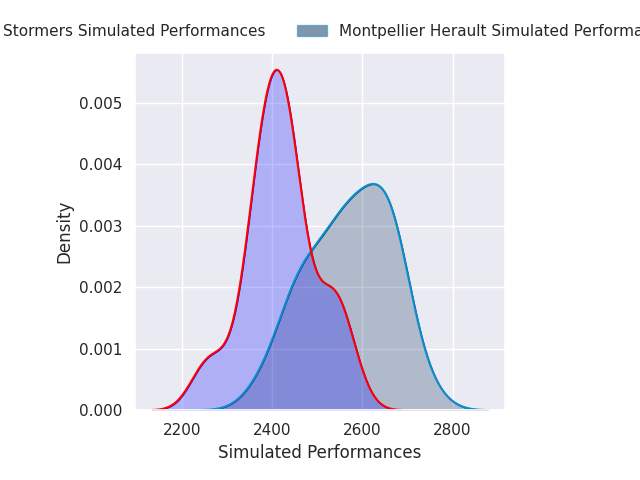 Stormers Simulated Performances
Montpellier Herault Simulated Performa
0.005
0.004
0.003
0.002
0.001
0.000
Density
2200
2400
2600
2800
Simulated Performances